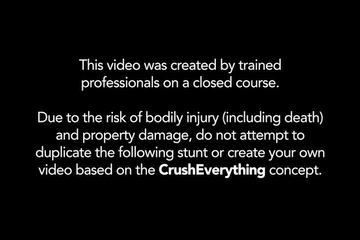 This video was created by trained
professionals on a closed course.
Due to the risk of bodily injury (including death)
and property damage, do not attempt to
duplicate the following stunt or create your own
video based on the CrushEverything concept.